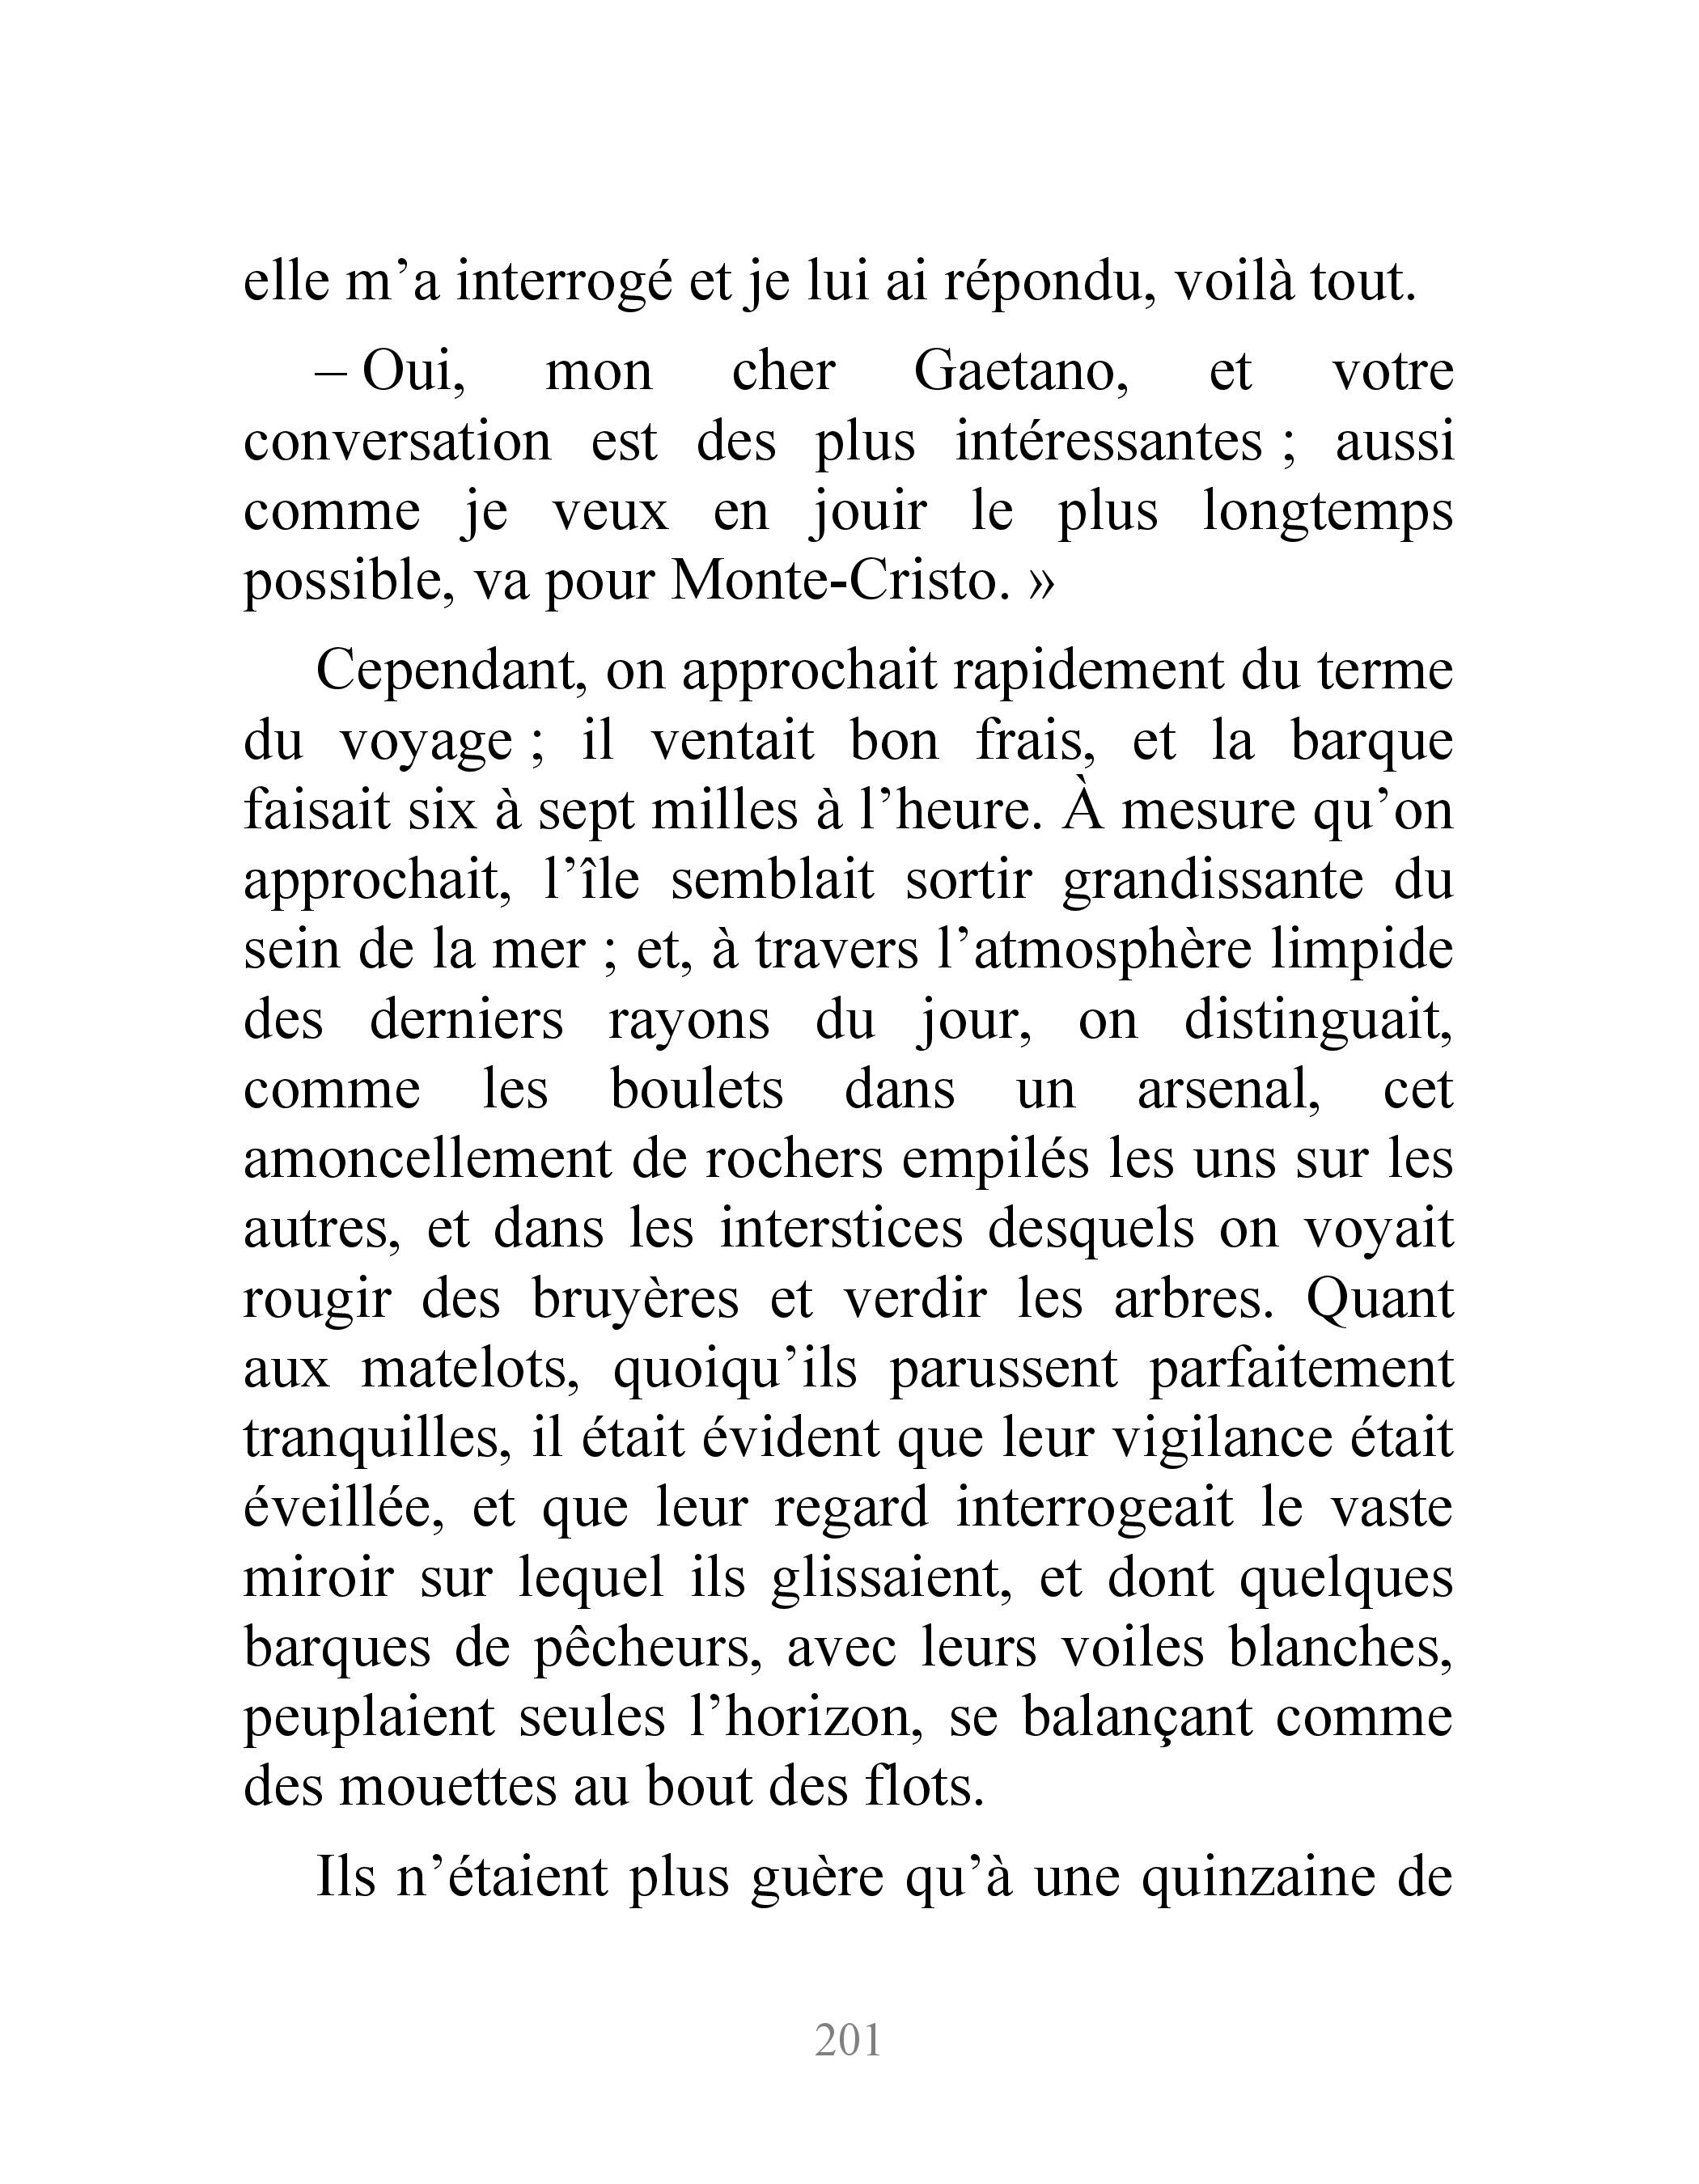 elle m’a interrogé et je lui ai répondu, voilà tout.
– Oui, mon cher Gaetano, et votre
conversation est des plus intéressantes ; aussi
comme je veux en jouir le plus longtemps
possible, va pour Monte-Cristo. »
Cependant, on approchait rapidement du terme
du voyage ; il ventait bon frais, et la barque
faisait six à sept milles à l’heure. À mesure qu’on
approchait, l’île semblait sortir grandissante du
sein de la mer ; et, à travers l’atmosphère limpide
des derniers rayons du jour, on distinguait,
comme les boulets dans un arsenal, cet
amoncellement de rochers empilés les uns sur les
autres, et dans les interstices desquels on voyait
rougir des bruyères et verdir les arbres. Quant
aux matelots, quoiqu’ils parussent parfaitement
tranquilles, il était évident que leur vigilance était
éveillée, et que leur regard interrogeait le vaste
miroir sur lequel ils glissaient, et dont quelques
barques de pêcheurs, avec leurs voiles blanches,
peuplaient seules l’horizon, se balançant comme
des mouettes au bout des flots.
Ils n’étaient plus guère qu’à une quinzaine de
201